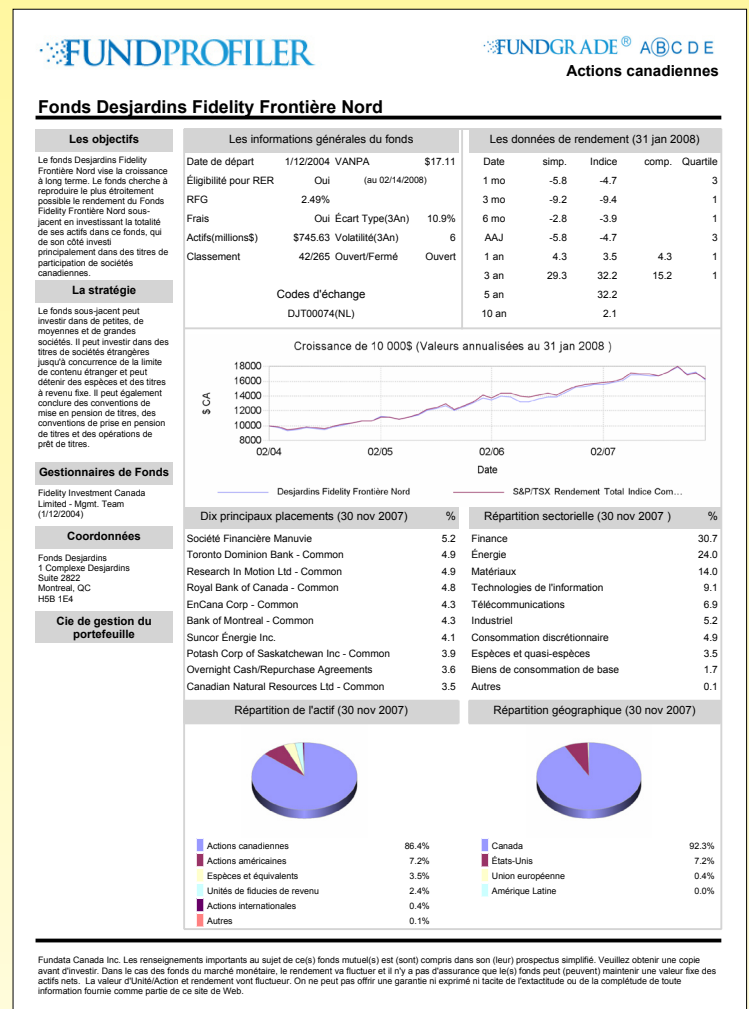 FUNDPROFILER
FUNDGRADE® A B C D E
Actions canadiennes
Fonds Desjardins Fidelity Frontière Nord
Les objectifs
Le fonds Desjardins Fidelity
Frontière Nord vise la croissance
à long terme. Le fonds cherche à
reproduire le plus étroitement
possible le rendement du Fonds
Fidelity Frontière Nord sous-
jacent en investissant la totalité
de ses actifs dans ce fonds, qui
de son côté investi
principalement dans des titres de
participation de sociétés
canadiennes.
La stratégie
Le fonds sous-jacent peut
investir dans de petites, de
moyennes et de grandes
sociétés. Il peut investir dans des
titres de sociétés étrangères
jusqu'à concurrence de la limite
de contenu étranger et peut
détenir des espèces et des titres
à revenu fixe. Il peut également
conclure des conventions de
mise en pension de titres, des
conventions de prise en pension
de titres et des opérations de
prêt de titres.
Gestionnaires de Fonds
Fidelity Investment Canada
Limited - Mgmt. Team
(1/12/2004)
Coordonnées
Fonds Desjardins
1 Complexe Desjardins
Suite 2822
Montreal, QC
H5B 1E4
Cie de gestion du
portefeuille
Les informations générales du fonds
Date de départ 1/12/2004 VANPA $17.11
Éligibilité pour RER Oui (au 02/14/2008)
RFG 2.49%
Frais Oui Écart Type(3An) 10.9%
Actifs(millions$) $745.63 Volatilité(3An) 6
Classement 42/265 Ouvert/Fermé Ouvert
Codes d'échange
DJT00074(NL)
Les données de rendement (31 jan 2008)
Date simp. Indice comp. Quartile
1 mo -5.8 -4.7 3
3 mo -9.2 -9.4 1
6 mo -2.8 -3.9 1
AAJ -5.8 -4.7 3
1 an 4.3 3.5 4.3 1
3 an 29.3 32.2 15.2 1
5 an 32.2
10 an 2.1
Croissance de 10 000$ (Valeurs annualisées au 31 jan 2008 )
$ CA
18000
16000
14000
12000
10000
8000
02/04 02/05 02/06 02/07
Date
Desjardins Fidelity Frontière Nord S&P/TSX Rendement Total Indice Com...
Dix principaux placements (30 nov 2007) %
Société Financière Manuvie 5.2
Toronto Dominion Bank - Common 4.9
Research In Motion Ltd - Common 4.9
Royal Bank of Canada - Common 4.8
EnCana Corp - Common 4.3
Bank of Montreal - Common 4.3
Suncor Énergie Inc. 4.1
Potash Corp of Saskatchewan Inc - Common 3.9
Overnight Cash/Repurchase Agreements 3.6
Canadian Natural Resources Ltd - Common 3.5
Répartition sectorielle (30 nov 2007 ) %
Finance 30.7
Énergie 24.0
Matériaux 14.0
Technologies de l'information 9.1
Télécommunications 6.9
Industriel 5.2
Consommation discrétionnaire 4.9
Espèces et quasi-espèces 3.5
Biens de consommation de base 1.7
Autres 0.1
Répartition de l'actif (30 nov 2007)
Actions canadiennes 86.4%
Actions américaines 7.2%
Espèces et équivalents 3.5%
Unités de fiducies de revenu 2.4%
Actions internationales 0.4%
Autres 0.1%
Répartition géographique (30 nov 2007)
Canada 92.3%
États-Unis 7.2%
Union européenne 0.4%
Amérique Latine 0.0%
Fundata Canada Inc. Les renseignements importants au sujet de ce(s) fonds mutuel(s) est (sont) compris dans son (leur) prospectus simplifié. Veuillez obtenir une copie
avant d'investir. Dans le cas des fonds du marché monétaire, le rendement va fluctuer et il n'y a pas d'assurance que le(s) fonds peut (peuvent) maintenir une valeur fixe des
actifs nets. La valeur d'Unité/Action et rendement vont fluctueur. On ne peut pas offrir une garantie ni exprimé ni tacite de l'extactitude ou de la complétude de toute
information fournie comme partie de ce site de Web.